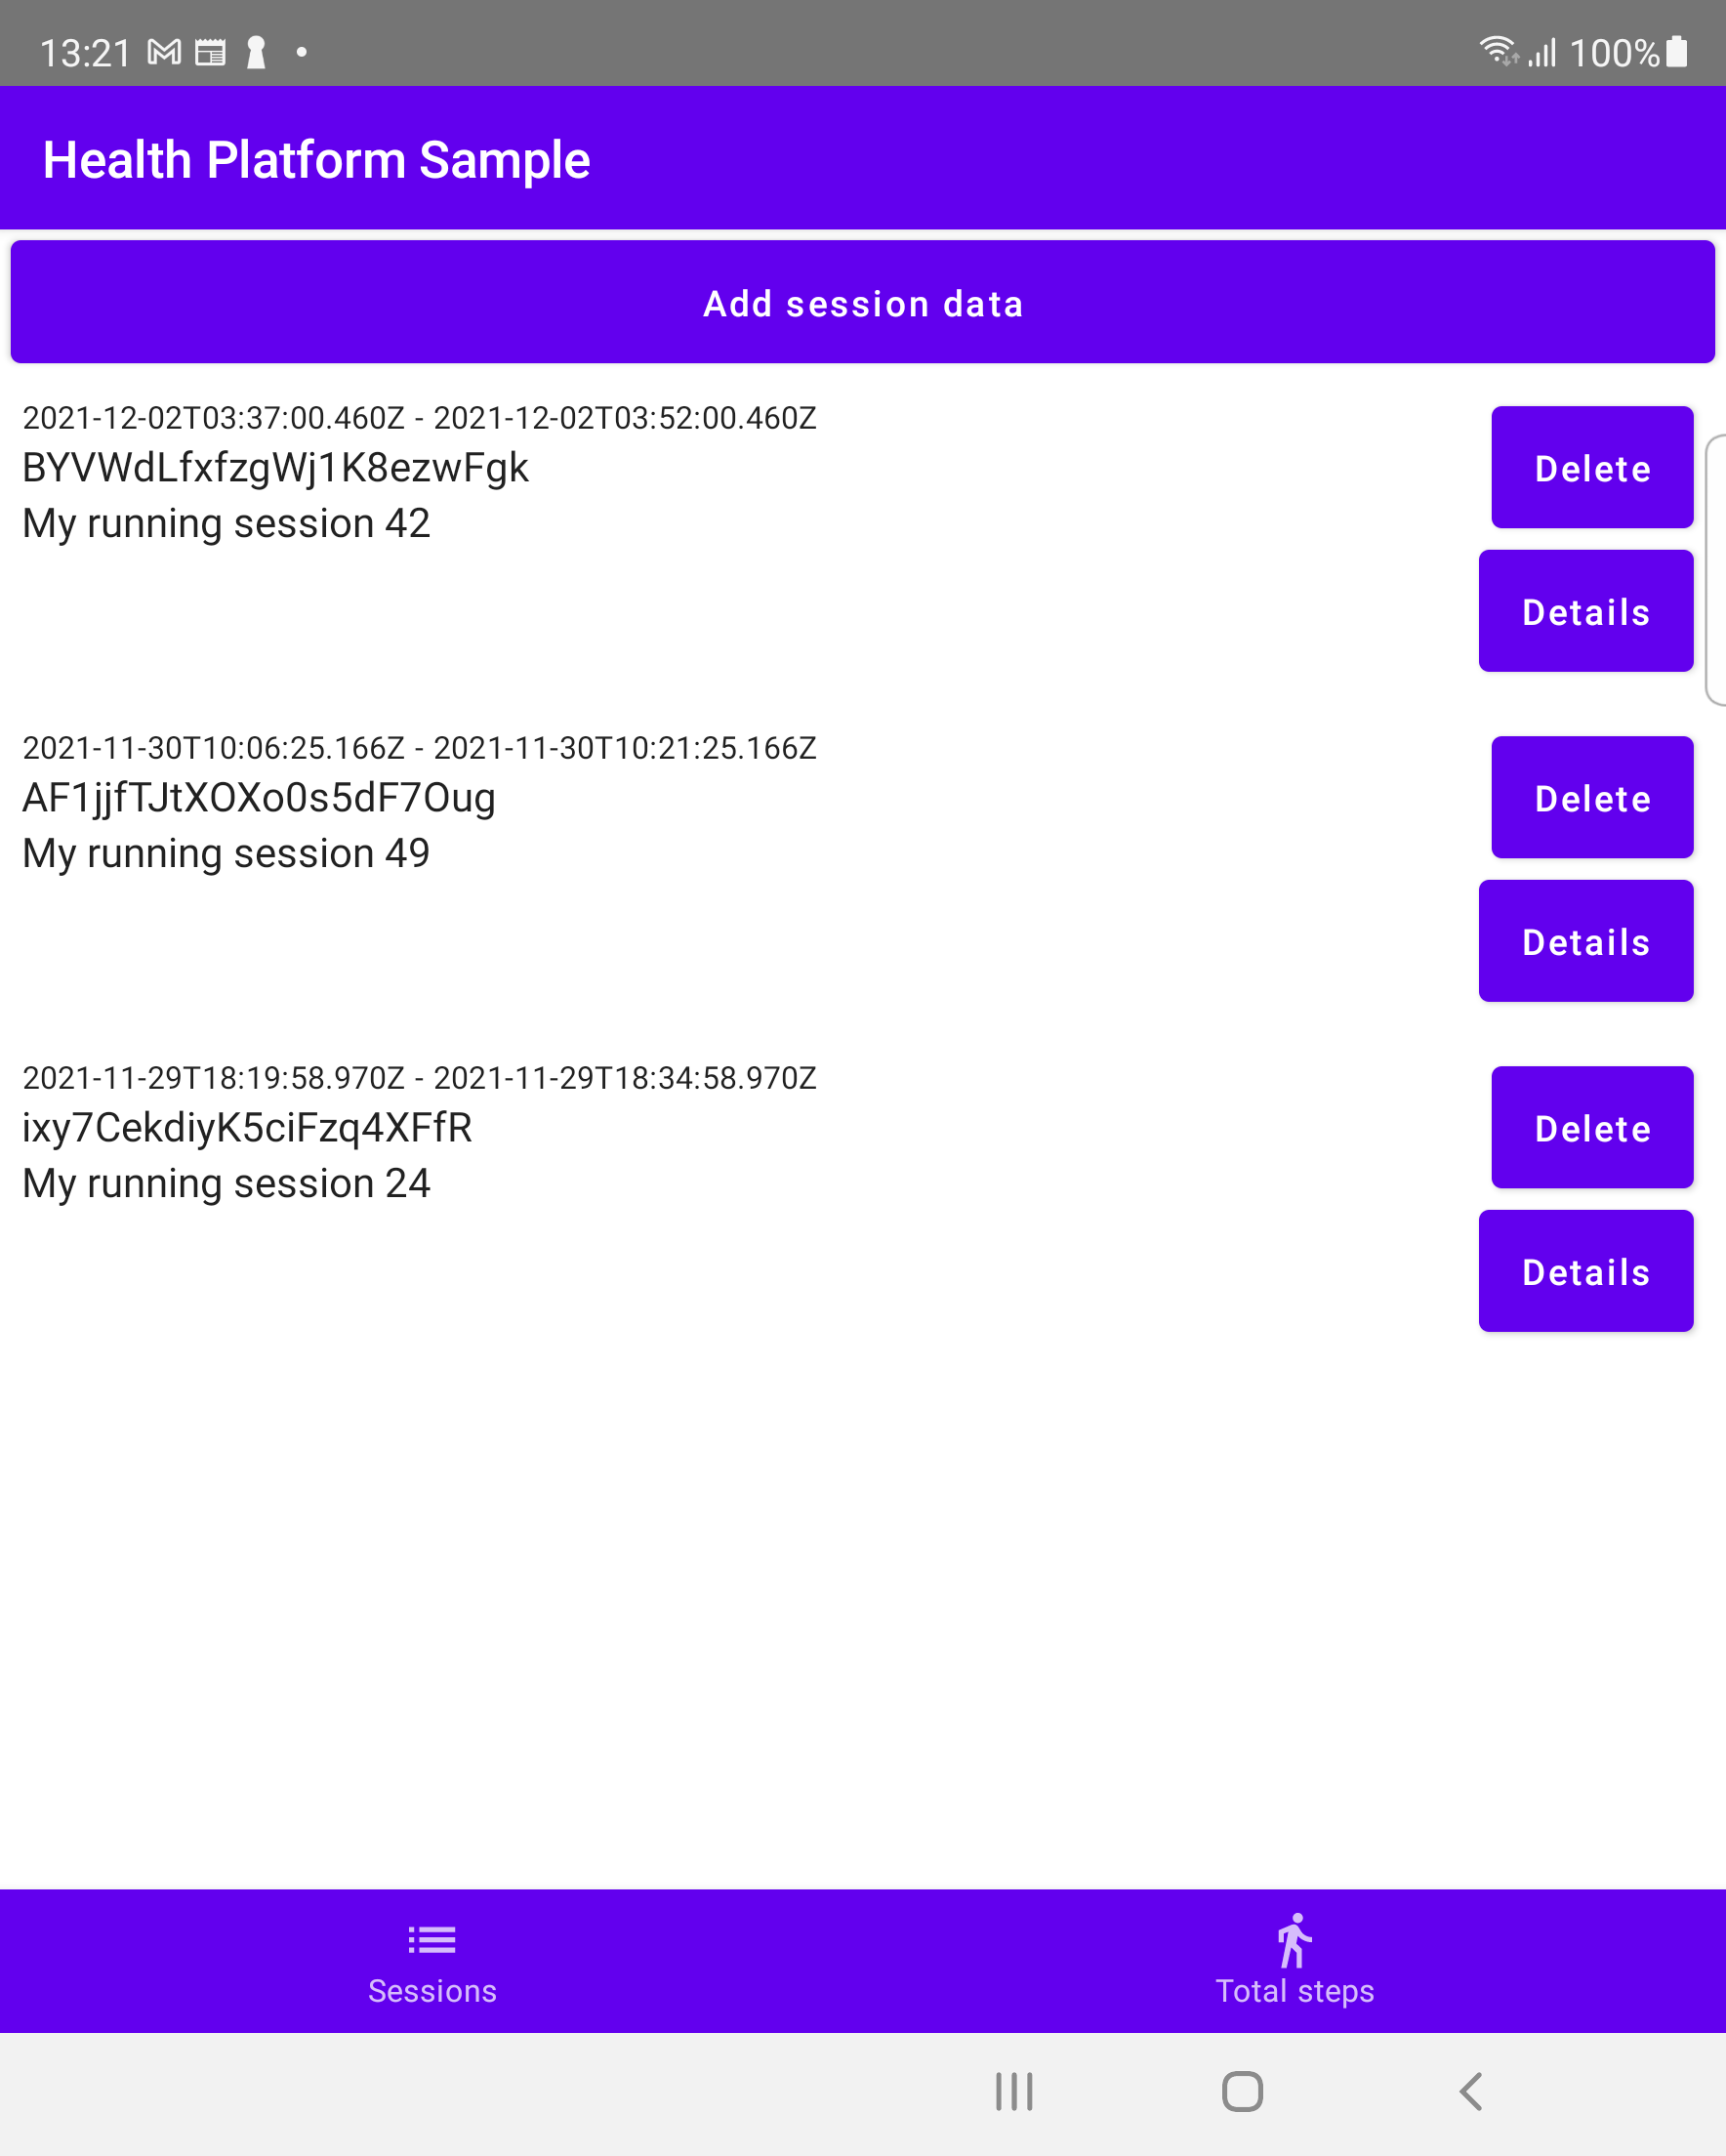 13:21
100%
Health Platform Sample
Add session data
2021-12-02T03:37:00.460Z - 2021-12-02T03:52:00.460Z
BYVWdLfxfzgWj1K8ezwFgk
My running session 42
Delete
Details
2021-11-30T10:06:25.166Z - 2021-11-30T10:21:25.166Z
AF1jjfTJtXOXo0s5dF7Oug
My running session 49
Delete
Details
2021-11-29T18:19:58.970Z - 2021-11-29T18:34:58.970Z
ixy7CekdiyK5ciFzq4XFfR
My running session 24
Delete
Details
Sessions
Total steps